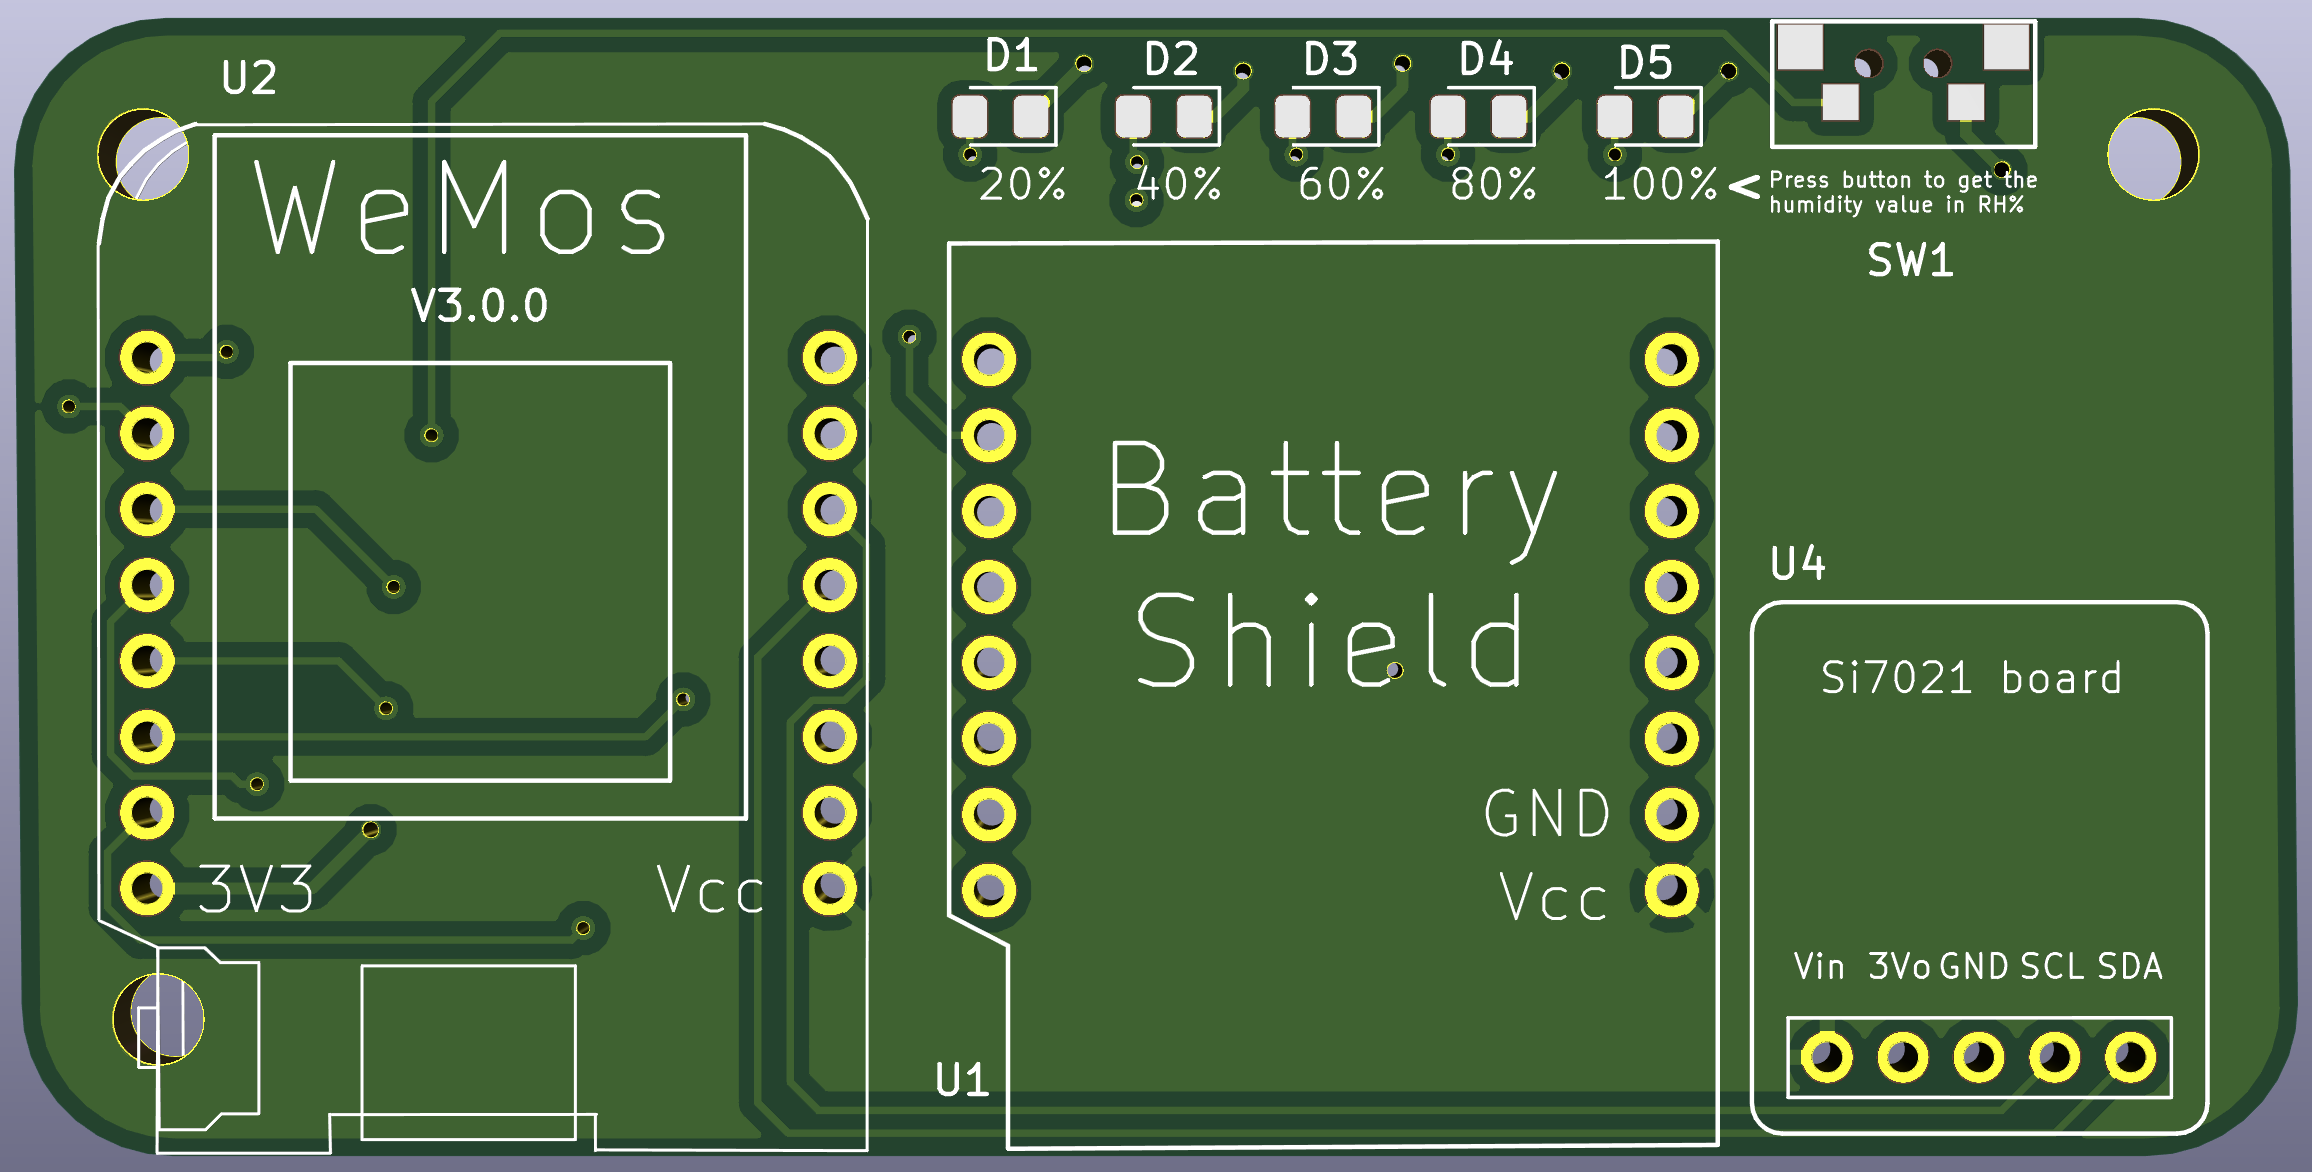 U2
D1 D2 D3 D4 D5
20% 40% 60% 80% 100% < Press button to get the
humidity value in RH%
WeMos
V3.0.0
SW1
Battery
Shield
U4
Si7021 board
GND
Vcc
3V3
Vcc
Vin 3Vo GND SCL SDA
U1